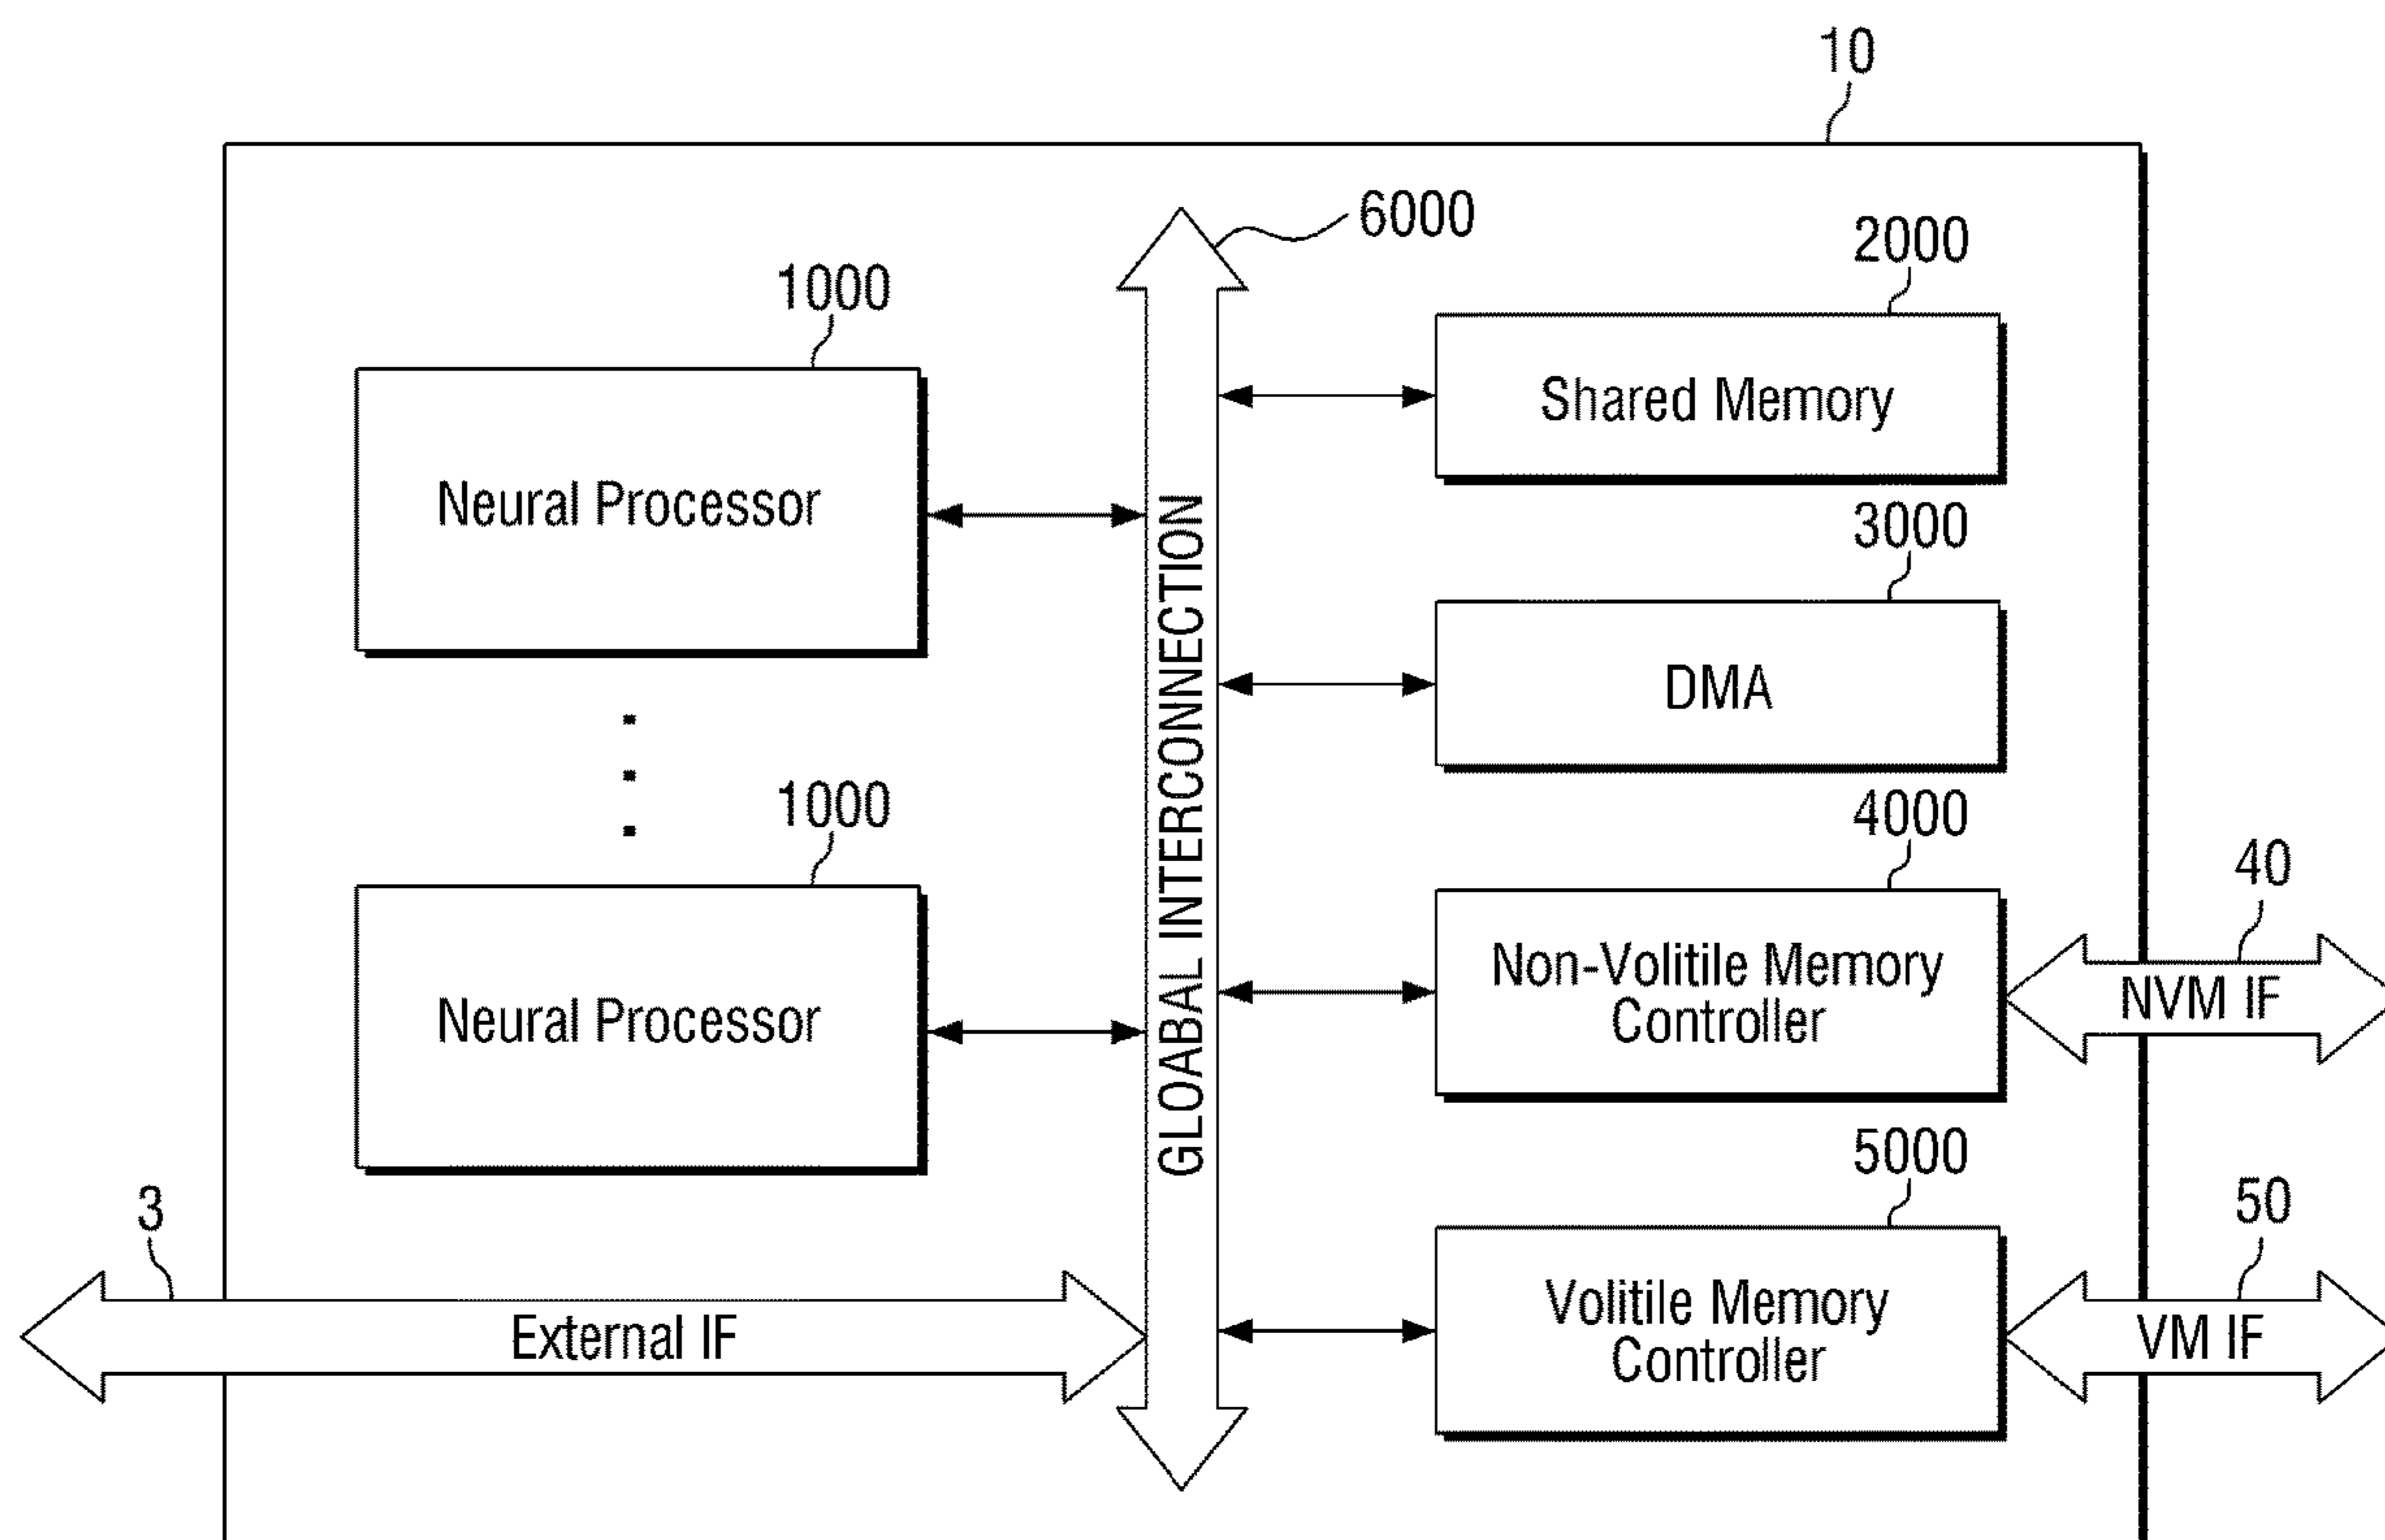 10
6000
1000
Neural Processor
1000
Neural Processor
GLOABAL INTERCONNECTION
2000
Shared Memory
3000
DMA
4000
Non-Volitile Memory
Controller
40
NVM IF
5000
Volitile Memory
Controller
50
VM IF
3
External IF